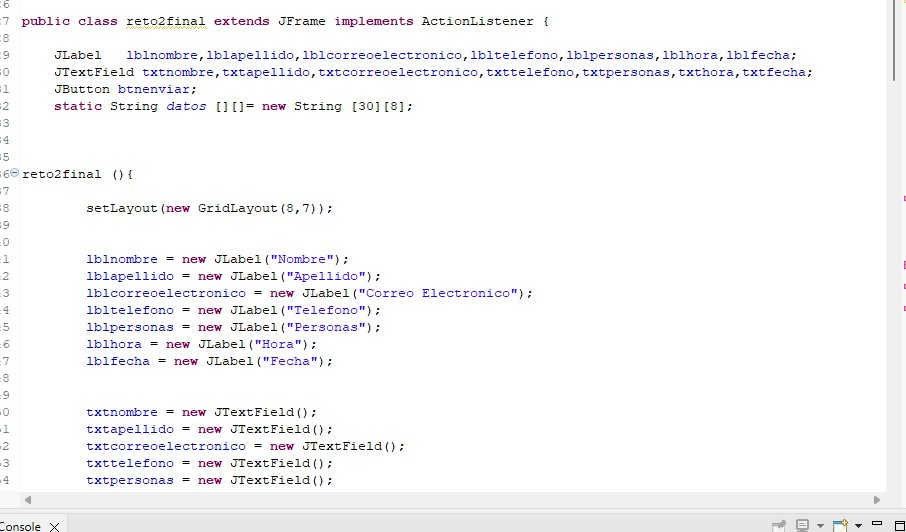 public class reto2final extends JFrame implements ActionListener {
JLabel lblnombre,lblapellido,lblcorreoelectronico,lbltelefono,lblpersonas,lblhora,lblfecha;
JTextField txtnombre,txtapellido,txtcorreoelectronico,txttelefono,txtpersonas,txthora,txtfecha;
JButton btnenviar;
static String datos [][]= new String [30][8];
reto2final (){
setLayout(new GridLayout(8,7));
lblnombre = new JLabel("Nombre");
lblapellido = new JLabel("Apellido");
lblcorreoelectronico = new JLabel("Correo Electronico");
lbltelefono = new JLabel("Telefono");
lblpersonas = new JLabel("Personas");
lblhora = new JLabel("Hora");
lblfecha = new JLabel("Fecha");
txtnombre = new JTextField();
txtapellido = new JTextField();
txtcorreoelectronico = new JTextField();
txttelefono = new JTextField();
txtpersonas = new JTextField();
Console